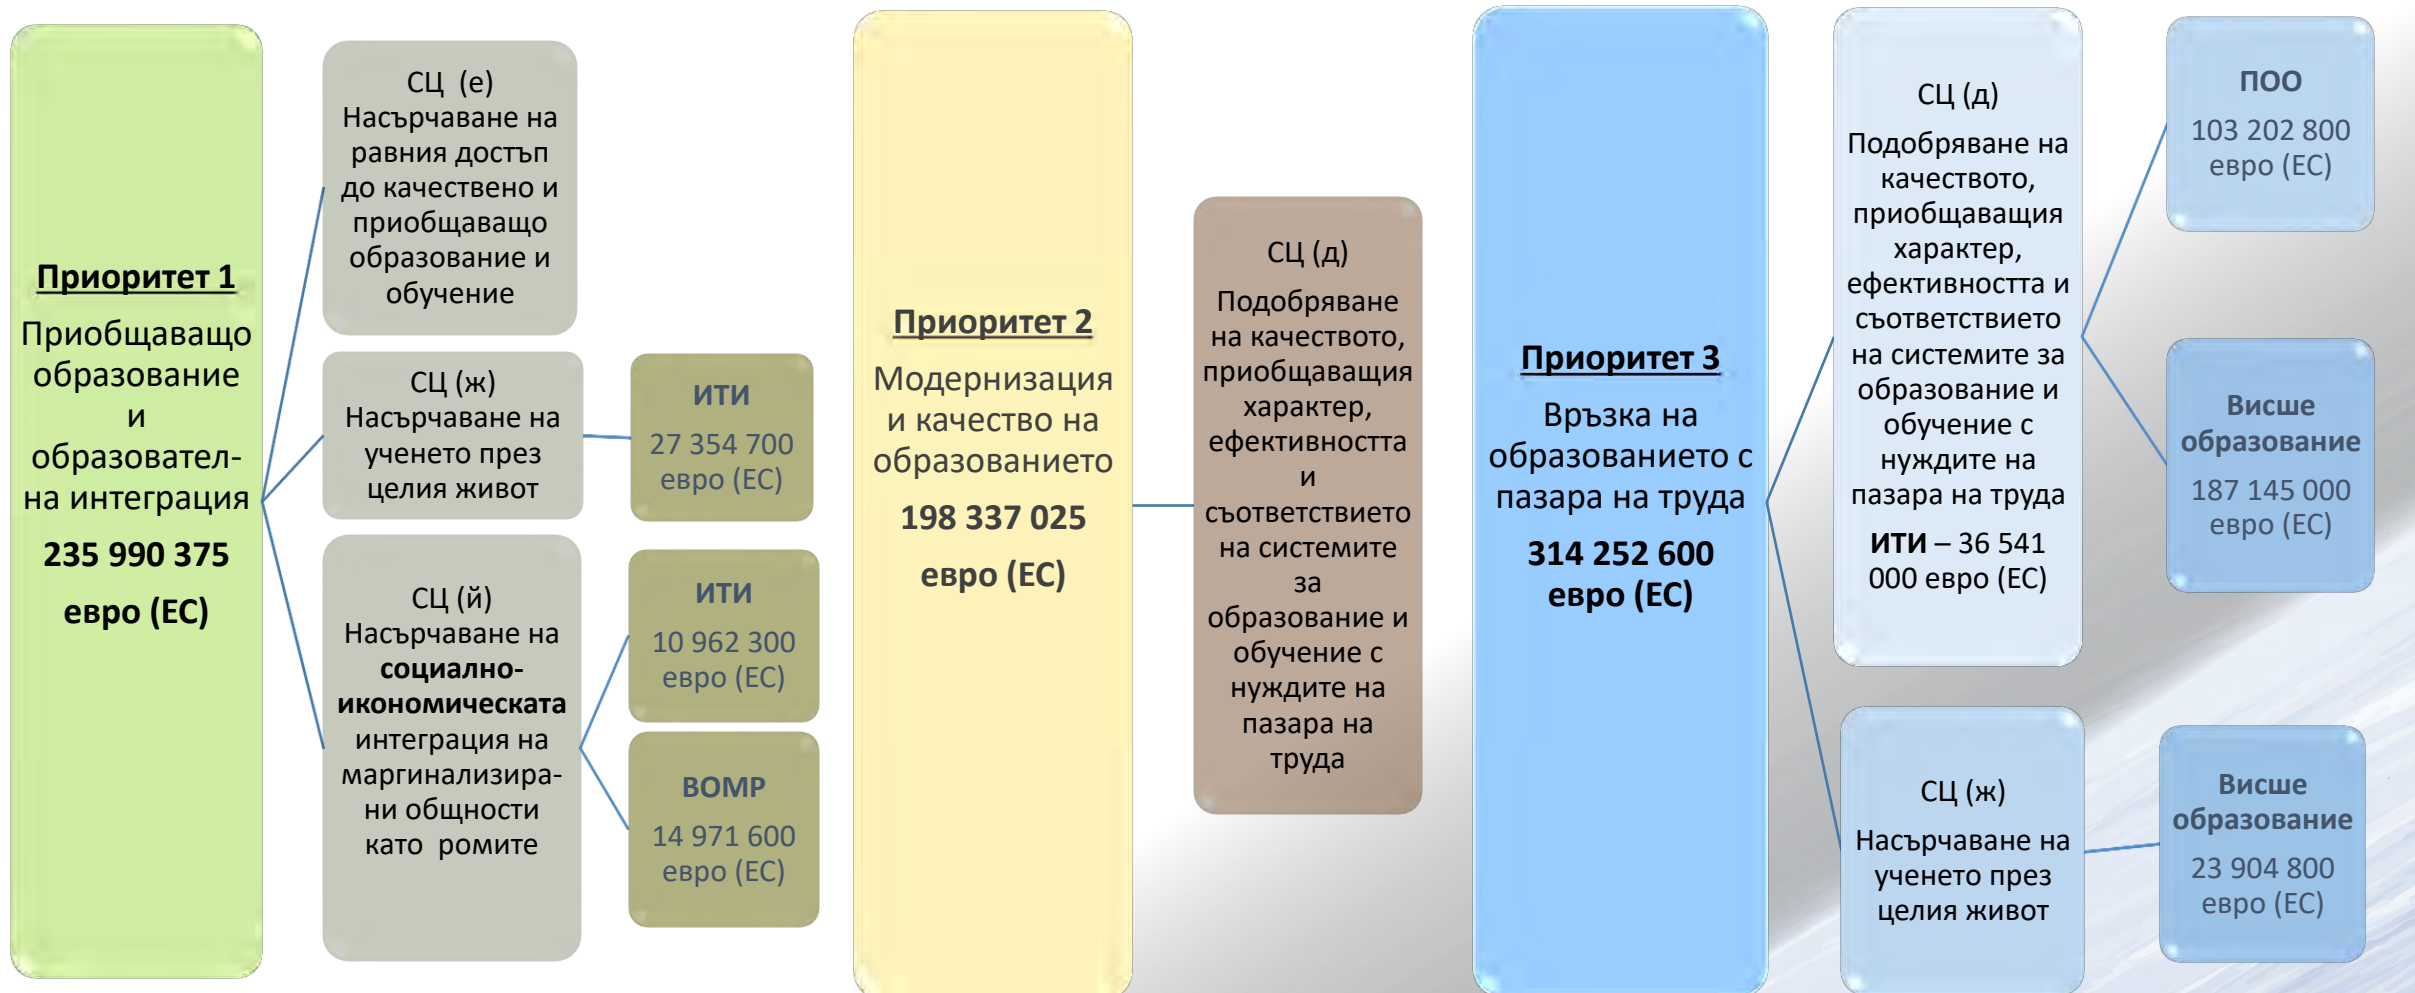 Приоритет 1
Приобщаващо
образование
и
образовател-
на интеграция
235 990 375
евро (ЕС)
СЦ (е)
Насърчаване на
равния достъп
до качествено и
приобщаващо
образование и
обучение
СЦ (ж)
Насърчаване на
ученето през
целия живот
ИТИ
27 354 700
евро (ЕС)
СЦ (й)
Насърчаване на
социално-
икономическата
интеграция на
маргинализира-
ни общности
като ромите
ИТИ
10 962 300
евро (ЕС)
ВОМР
14 971 600
евро (ЕС)
Приоритет 2
Модернизация
и качество на
образованието
198 337 025
евро (ЕС)
СЦ (д)
Подобряване
на качеството,
приобщаващия
характер,
ефективността
и
съответствието
на системите
за
образование и
обучение с
нуждите на
пазара на
труда
Приоритет 3
Връзка на
образованието с
пазара на труда
314 252 600
евро (ЕС)
СЦ (д)
Подобряване на
качеството,
приобщаващия
характер,
ефективността и
съответствието
на системите за
образование и
обучение с
нуждите на
пазара на труда
ИТИ – 36 541
000 евро (ЕС)
ПОО
103 202 800
евро (ЕС)
Висше
образование
187 145 000
евро (ЕС)
СЦ (ж)
Насърчаване на
ученето през
целия живот
Висше
образование
23 904 800
евро (ЕС)